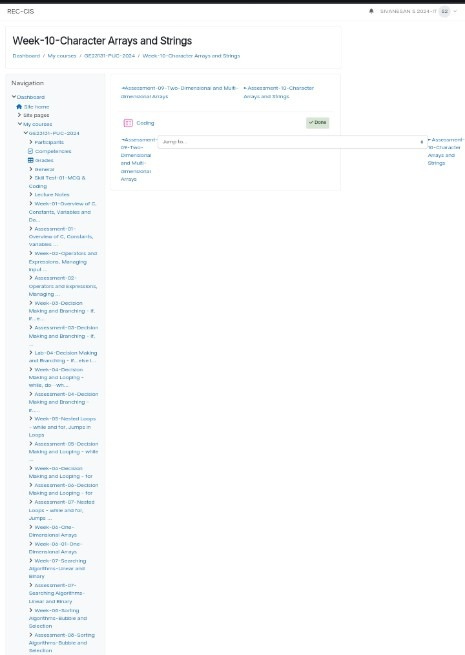 REC-CIS
SIVANESAN S 2024-IT S2
Week-10-Character Arrays and Strings
Dashboard / My courses / GE23131-PUC-2024 / Week-10-Character Arrays and Strings
Navigation
Dashboard
Site home
Site pages
My courses
GE23131-PUC-2024
Participants
Competencies
Grades
General
Skill Test-01-MCQ &
Coding
Lecture Notes
Week-01-Overview of C,
Constants, Variables and
Da...
Assessment-01-
Overview of C, Constants,
Variables ...
Week-02-Operators and
Expressions, Managing
Input ...
Assessment-02-
Operators and Expressions,
Managing ...
Week-03-Decision
Making and Branching - if,
if...e...
Assessment-03-Decision
Making and Branching - if,
...
Lab-04-Decision Making
and Branching - if...else i...
Week-04-Decision
Making and Looping -
while, do - wh...
Assessment-04-Decision
Making and Branching -
if,...
Week-05-Nested Loops
- while and for, Jumps in
Loops
Assessment-05-Decision
Making and Looping - while
...
Week-06-Decision
Making and Looping - for
Assessment-06-Decision
Making and Looping - for
Assessment-07-Nested
Loops - while and for,
Jumps ...
Week-06-One-
Dimensional Arrays
Week-06-01-One-
Dimensional Arrays
Week-07-Searching
Algorithms-Linear and
Binary
Assessment-07-
Searching Algorithms-
Linear and Binary
Week-08-Sorting
Algorithms-Bubble and
Selection
Assessment-08-Sorting
Algorithms-Bubble and
Selection
Assessment-09-Two-Dimensional and Multi-
dimensional Arrays
Assessment-10-Character
Arrays and Strings
Coding
Done
Assessment-
09-Two-
Dimensional
and Multi-
dimensional
Arrays
Jump to...
Assessment-
10-Character
Arrays and
Strings